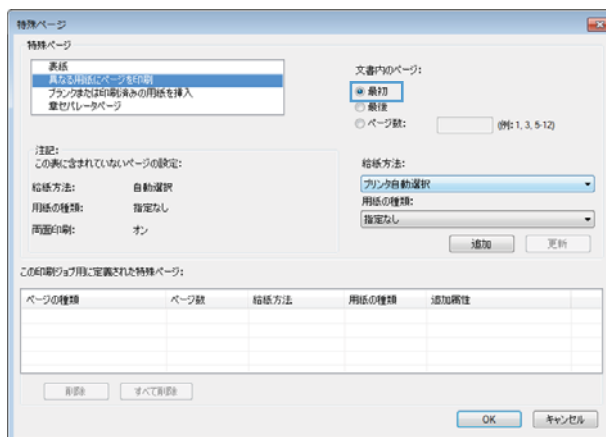 特殊ページ
特殊ページ
表紙
異なる用紙にページを印刷
ブランクまたは印刷済みの用紙を挿入
章セパレータページ
文書内のページ:
最初
最後
ページ数:
(例: 1, 3, 5-12)
注記:
この表に含まれていないページの設定:
給紙方法: 自動選択
用紙の種類: 指定なし
両面印刷: オン
給紙方法:
プリンタ自動選択
用紙の種類:
指定なし
追加 更新
この印刷ジョブ用に定義された特殊ページ:
ページの種類 ページ数 給紙方法 用紙の種類 追加属性
削除 すべて削除
OK キャンセル